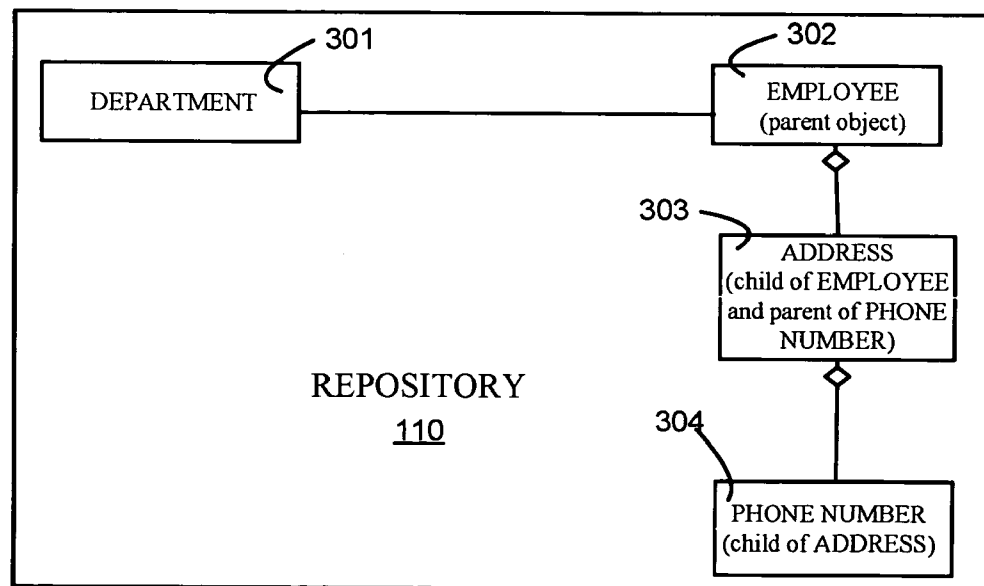 301
302
DEPARTMENT
EMPLOYEE
(parent object)
303
ADDRESS
(child of EMPLOYEE
and parent of PHONE
NUMBER)
REPOSITORY
110
304
PHONE NUMBER
(child of ADDRESS)